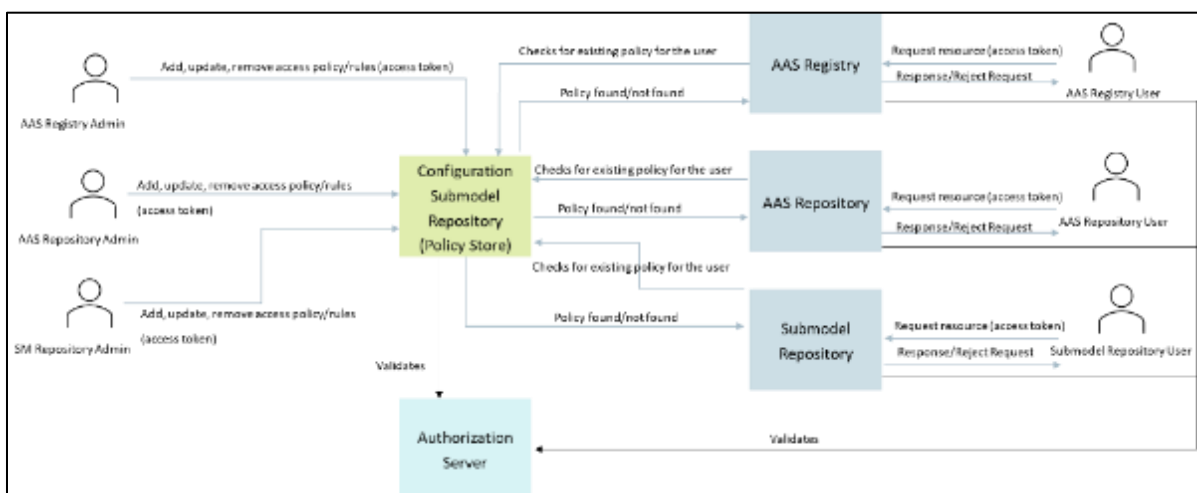 Checks for existing policy for the user
AAS Registry
Request resource (access token)
Response/Reject Request
AAS Registry User
Add, update, remove access policy/rules (access token)
AAS Registry Admin
Policy found/not found
Configuration
Submodel
Repository
(Policy Store)
Checks for existing policy for the user
AAS Repository
Request resource (access token)
Response/Reject Request
AAS Repository User
Add, update, remove access policy/rules
(access token)
AAS Repository Admin
Policy found/not found
Checks for existing policy for the user
Add, update, remove access policy/rules
(access token)
SM Repository Admin
Policy found/not found
Submodel
Repository
Request resource (access token)
Response/Reject Request
Submodel Repository User
Validates
Authorization
Server
Validates